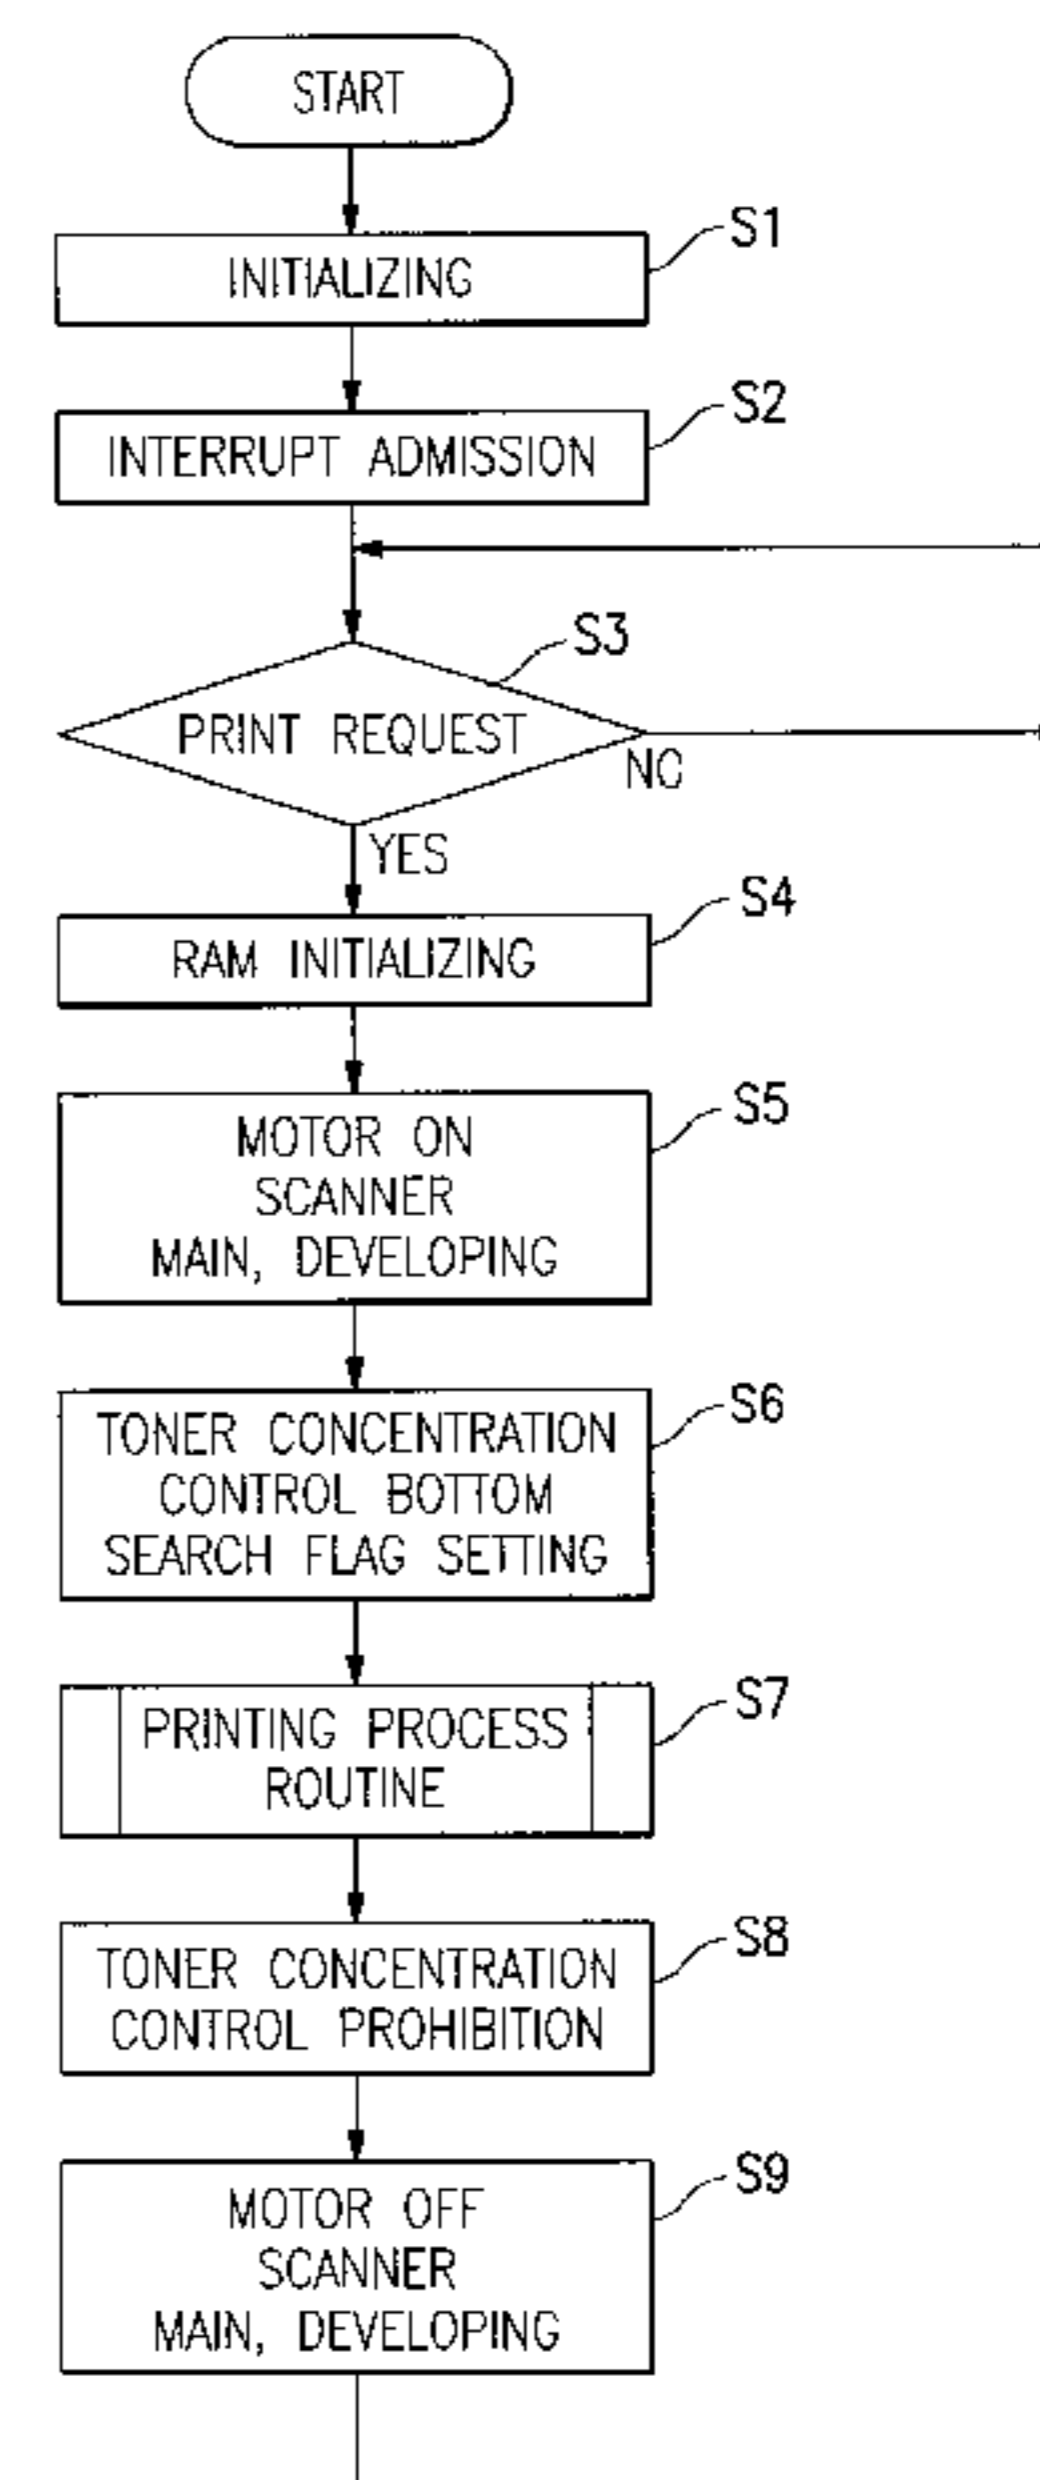 START
S1
INITIALIZING
S2
INTERRUPT ADMISSION
S3
PRINT REQUEST
NO
YES
S4
RAM INITIALIZING
S5
MOTOR ON
SCANNER
MAIN, DEVELOPING
S6
TONER CONCENTRATION
CONTROL BOTTOM
SEARCH FLAG SETTING
S7
PRINTING PROCESS
ROUTINE
S8
TONER CONCENTRATION
CONTROL PROHIBITION
S9
MOTOR OFF
SCANNER
MAIN, DEVELOPING